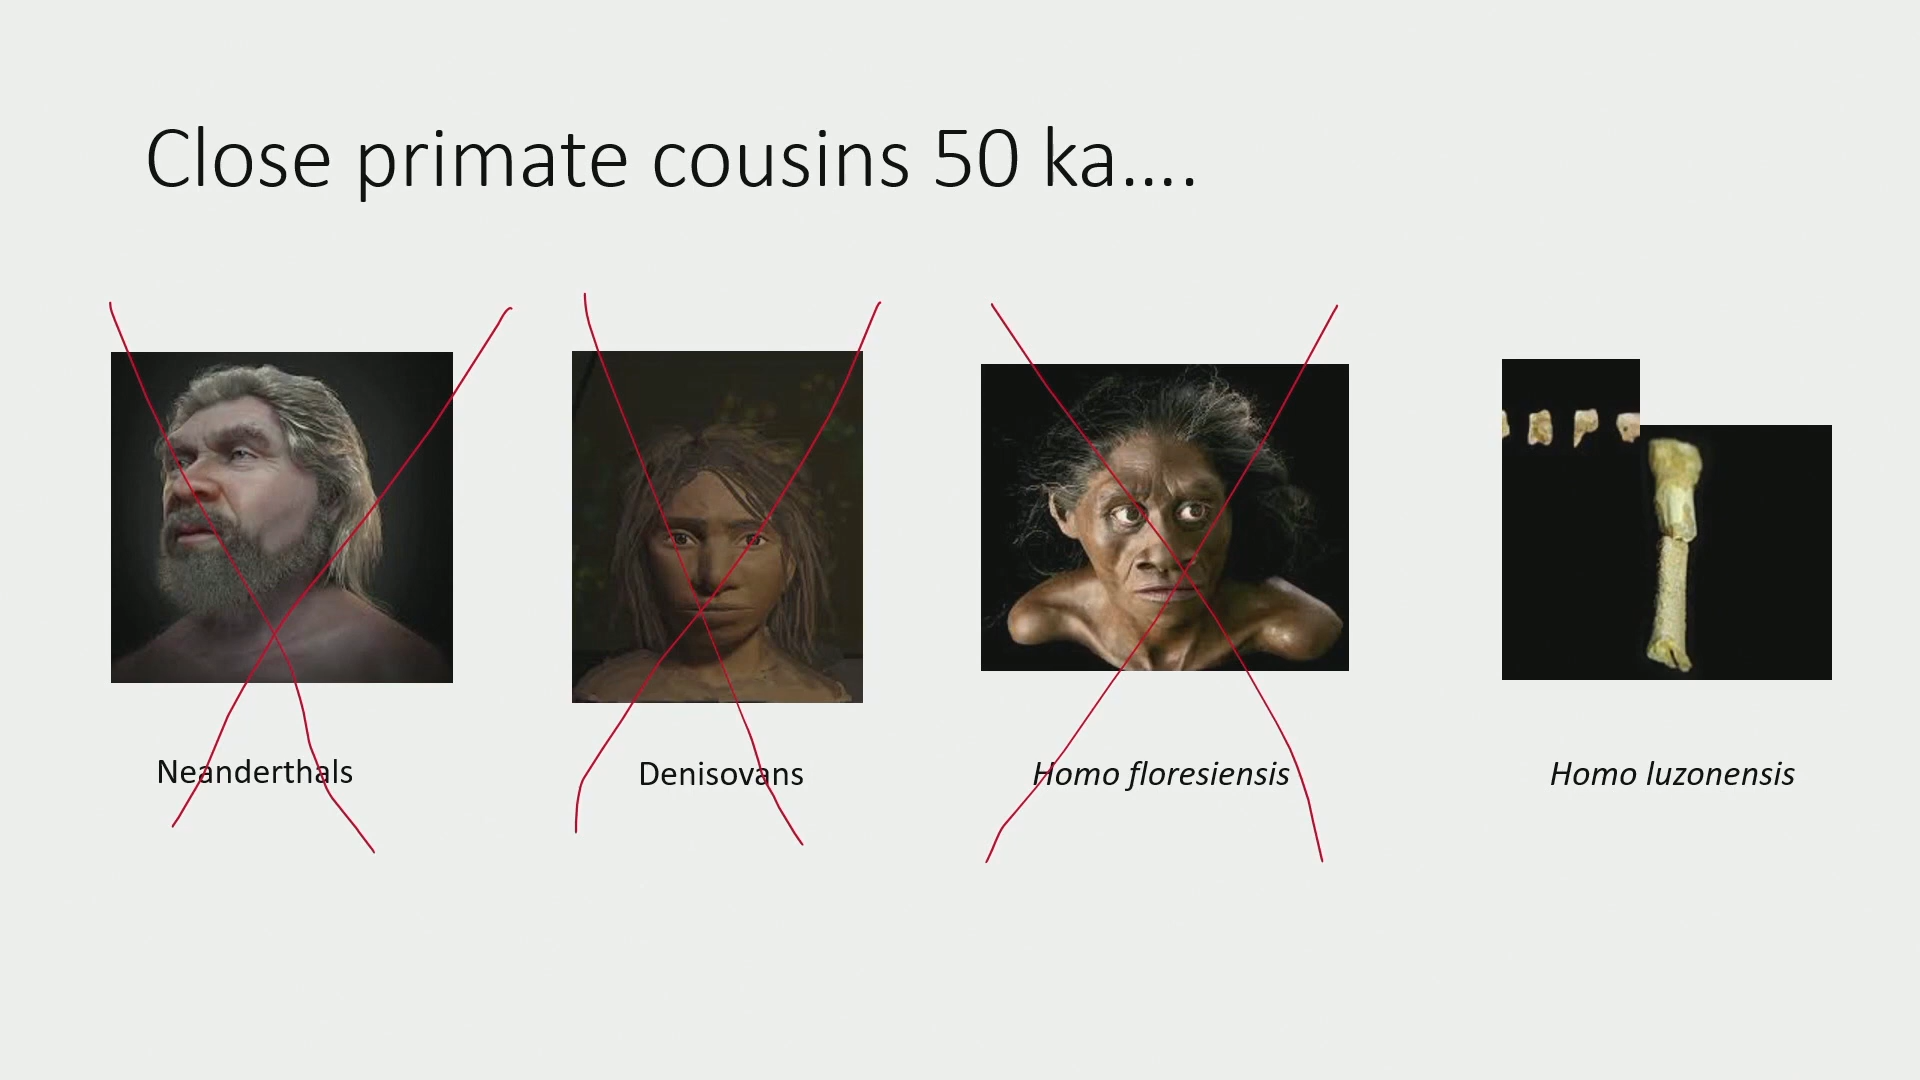 Close primate cousins 50 ka....
Neanderthals
Denisovans
Homo floresiensis
Homo luzonensis